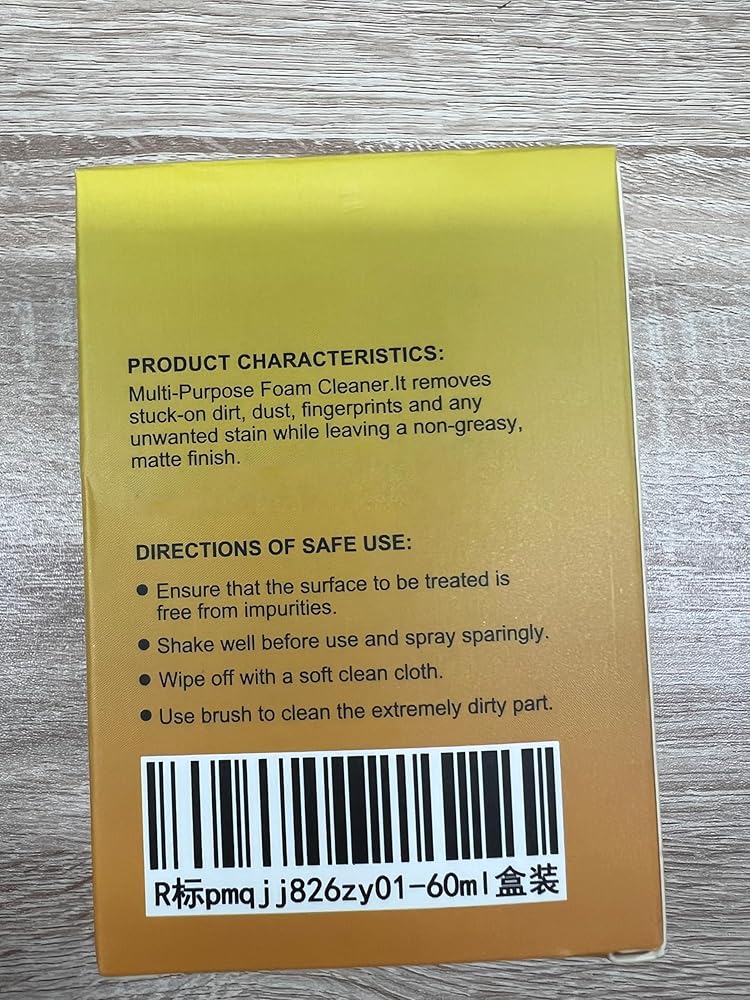 PRODUCT CHARACTERISTICS:
Multi-Purpose Foam Cleaner.It removes
stuck-on dirt, dust, fingerprints and any
unwanted stain while leaving a non-greasy,
matte finish.
DIRECTIONS OF SAFE USE:
● Ensure that the surface to be treated is
free from impurities.
● Shake well before use and spray sparingly.
● Wipe off with a soft clean cloth.
● Use brush to clean the extremely dirty part.
R标pmqjj826zy01-60ml盒装